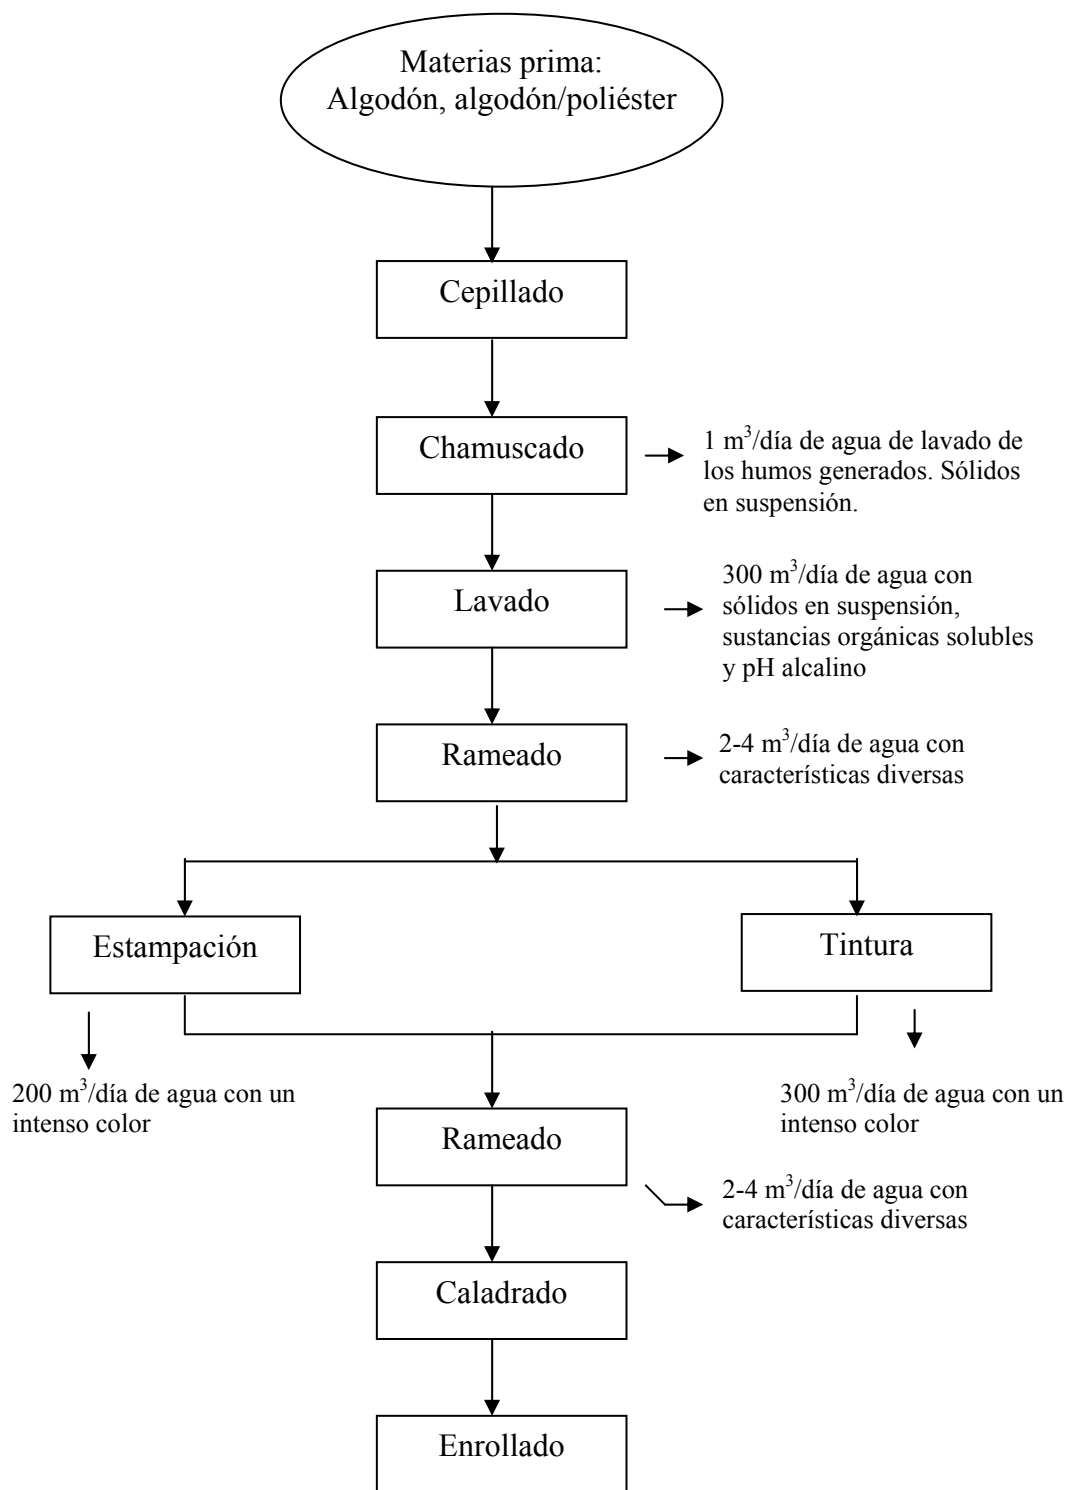 Materias prima:
Algodón, algodón/poliéster
Cepillado
Chamuscado
1 m³/día de agua de lavado de
los humos generados. Sólidos
en suspensión.
Lavado
300 m³/día de agua con
sólidos en suspensión,
sustancias orgánicas solubles
y pH alcalino
Rameado
2-4 m³/día de agua con
características diversas
Estampación
Tintura
200 m³/día de agua con un
intenso color
300 m³/día de agua con un
intenso color
Rameado
2-4 m³/día de agua con
características diversas
Caladrado
Enrollado